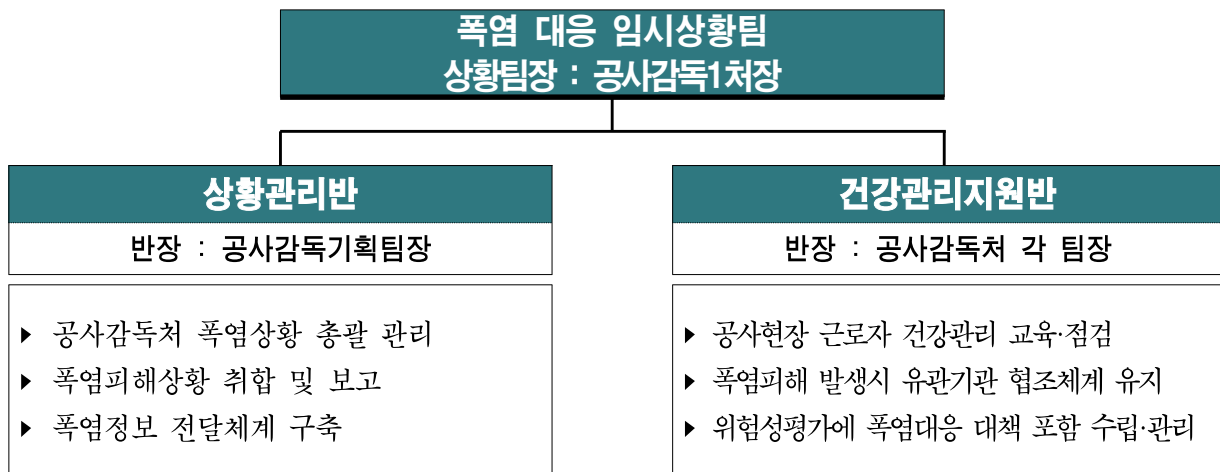 폭염 대응 임시상황팀
상황팀장 : 공사감독1처장
상황관리반
반장 : 공사감독기획팀장
▸ 공사감독처 폭염상황 총괄 관리
▸ 폭염피해상황 취합 및 보고
▸ 폭염정보 전달체계 구축
건강관리지원반
반장 : 공사감독처 각 팀장
▸ 공사현장 근로자 건강관리 교육·점검
▸ 폭염피해 발생시 유관기관 협조체계 유지
▸ 위험성평가에 폭염대응 대책 포함 수립·관리